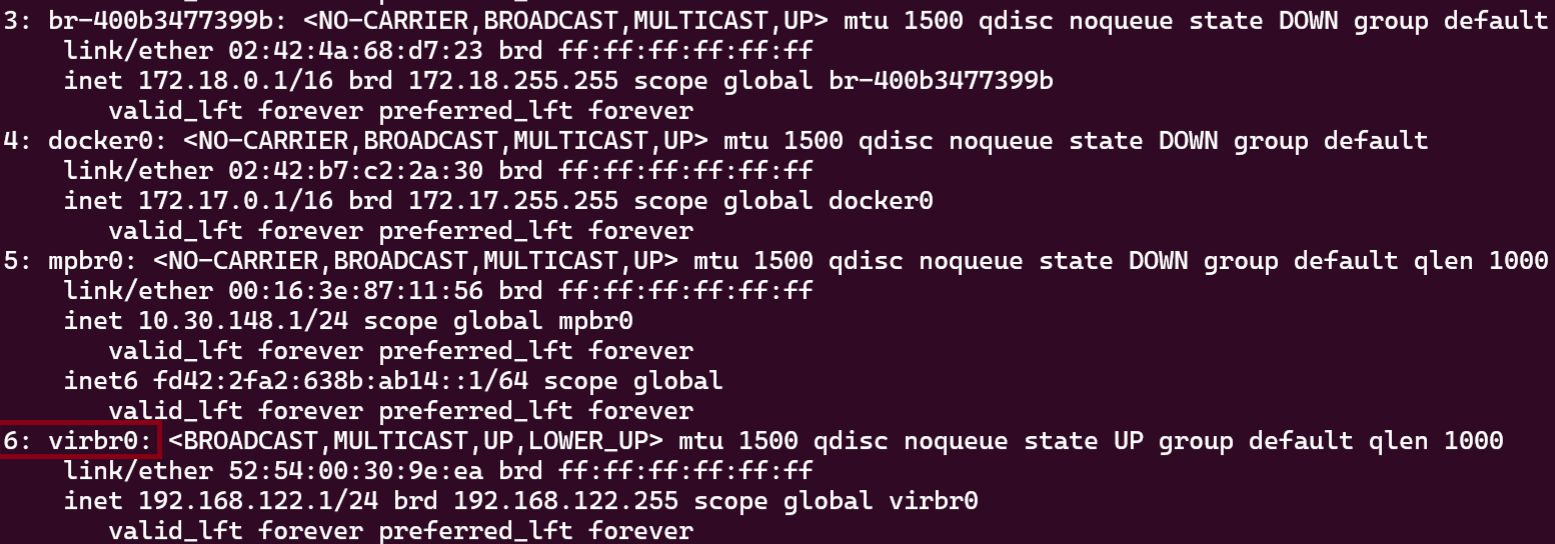 3: br-400b3477399b: <NO-CARRIER,BROADCAST,MULTICAST,UP> mtu 1500 qdisc noqueue state DOWN group default
link/ether 02:42:4a:68:d7:23 brd ff:ff:ff:ff:ff:ff
inet 172.18.0.1/16 brd 172.18.255.255 scope global br-400b3477399b
valid_lft forever preferred_lft forever
4: docker0: <NO-CARRIER,BROADCAST,MULTICAST,UP> mtu 1500 qdisc noqueue state DOWN group default
link/ether 02:42:b7:c2:2a:30 brd ff:ff:ff:ff:ff:ff
inet 172.17.0.1/16 brd 172.17.255.255 scope global docker0
valid_lft forever preferred_lft forever
5: mpbr0: <NO-CARRIER,BROADCAST,MULTICAST,UP> mtu 1500 qdisc noqueue state DOWN group default qlen 1000
link/ether 00:16:3e:87:11:56 brd ff:ff:ff:ff:ff:ff
inet 10.30.148.1/24 scope global mpbr0
valid_lft forever preferred_lft forever
inet6 fd42:2fa2:638b:ab14::1/64 scope global
valid_lft forever preferred_lft forever
6: virbr0: <BROADCAST,MULTICAST,UP,LOWER_UP> mtu 1500 qdisc noqueue state UP group default qlen 1000
link/ether 52:54:00:30:9e:ea brd ff:ff:ff:ff:ff:ff
inet 192.168.122.1/24 brd 192.168.122.255 scope global virbr0
valid_lft forever preferred_lft forever